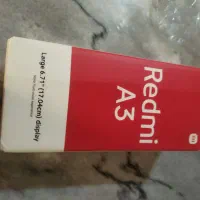 Redmi
A3
Large 6.71" (17.04cm) display